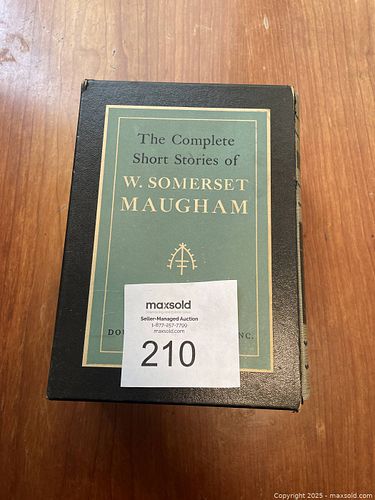 The Complete
Short Stories of
W. SOMERSET
MAUGHAM
maxsold
Seller-Managed Auction
1-877-257-7799
maxsold.com
210
INC.
Copyright 2025 - maxsold.com